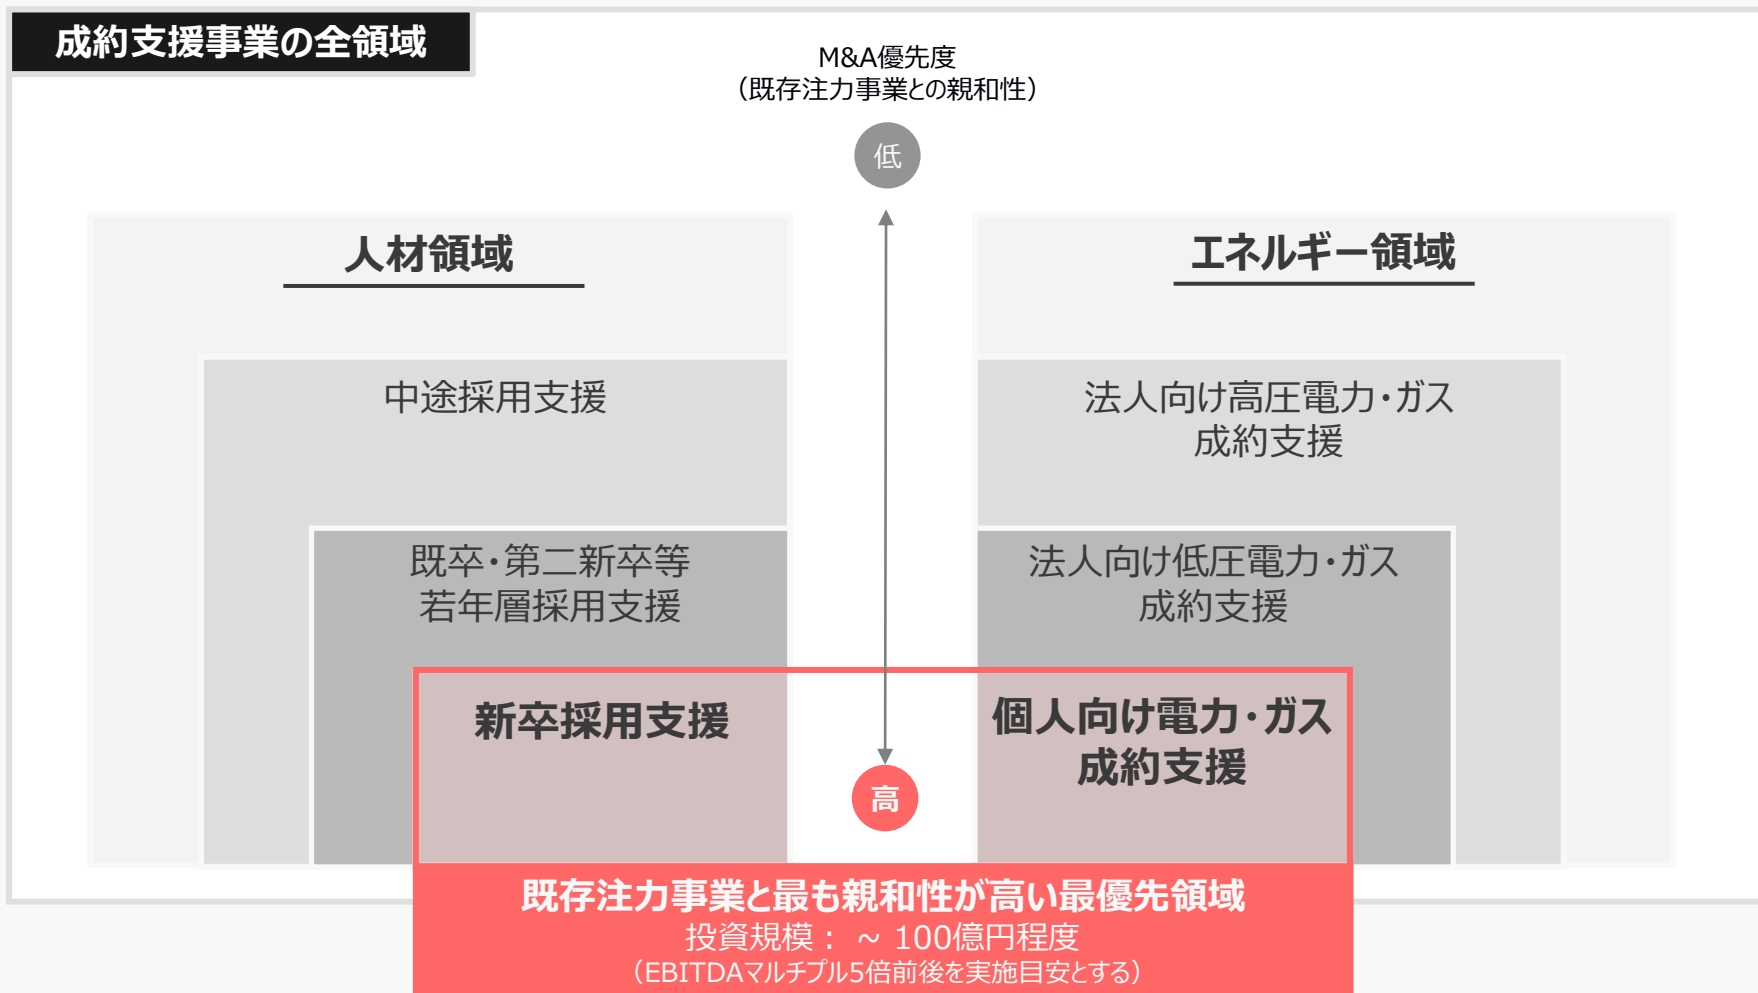 成約支援事業の全領域
M&A優先度
（既存注力事業との親和性）
低
人材領域
中途採用支援
既卒・第二新卒等
若年層採用支援
新卒採用支援
エネルギー領域
法人向け高圧電力・ガス
成約支援
法人向け低圧電力・ガス
成約支援
個人向け電力・ガス
成約支援
高
既存注力事業と最も親和性が高い最優先領域
投資規模： ~ 100億円程度
（EBITDAマルチプル5倍前後を実施目安とする）